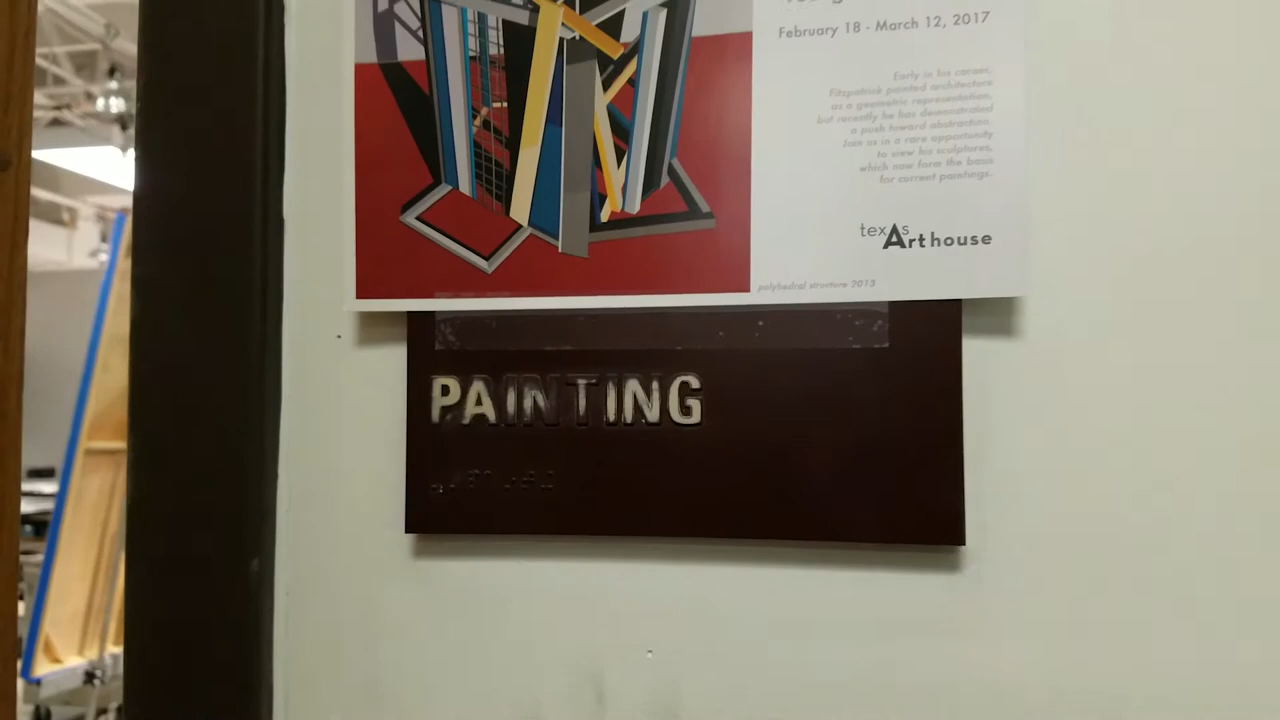 February 18 - March 12, 2017
Early in his career,
Fitzpatrick painted architecture
as a geometric representation,
but recently he has demonstrated
a push toward abstraction.
Join us in a rare opportunity
to view his sculptures,
which now form the basis
for current paintings.
texAs
Art house
polyhedral structure 2013
PAINTING